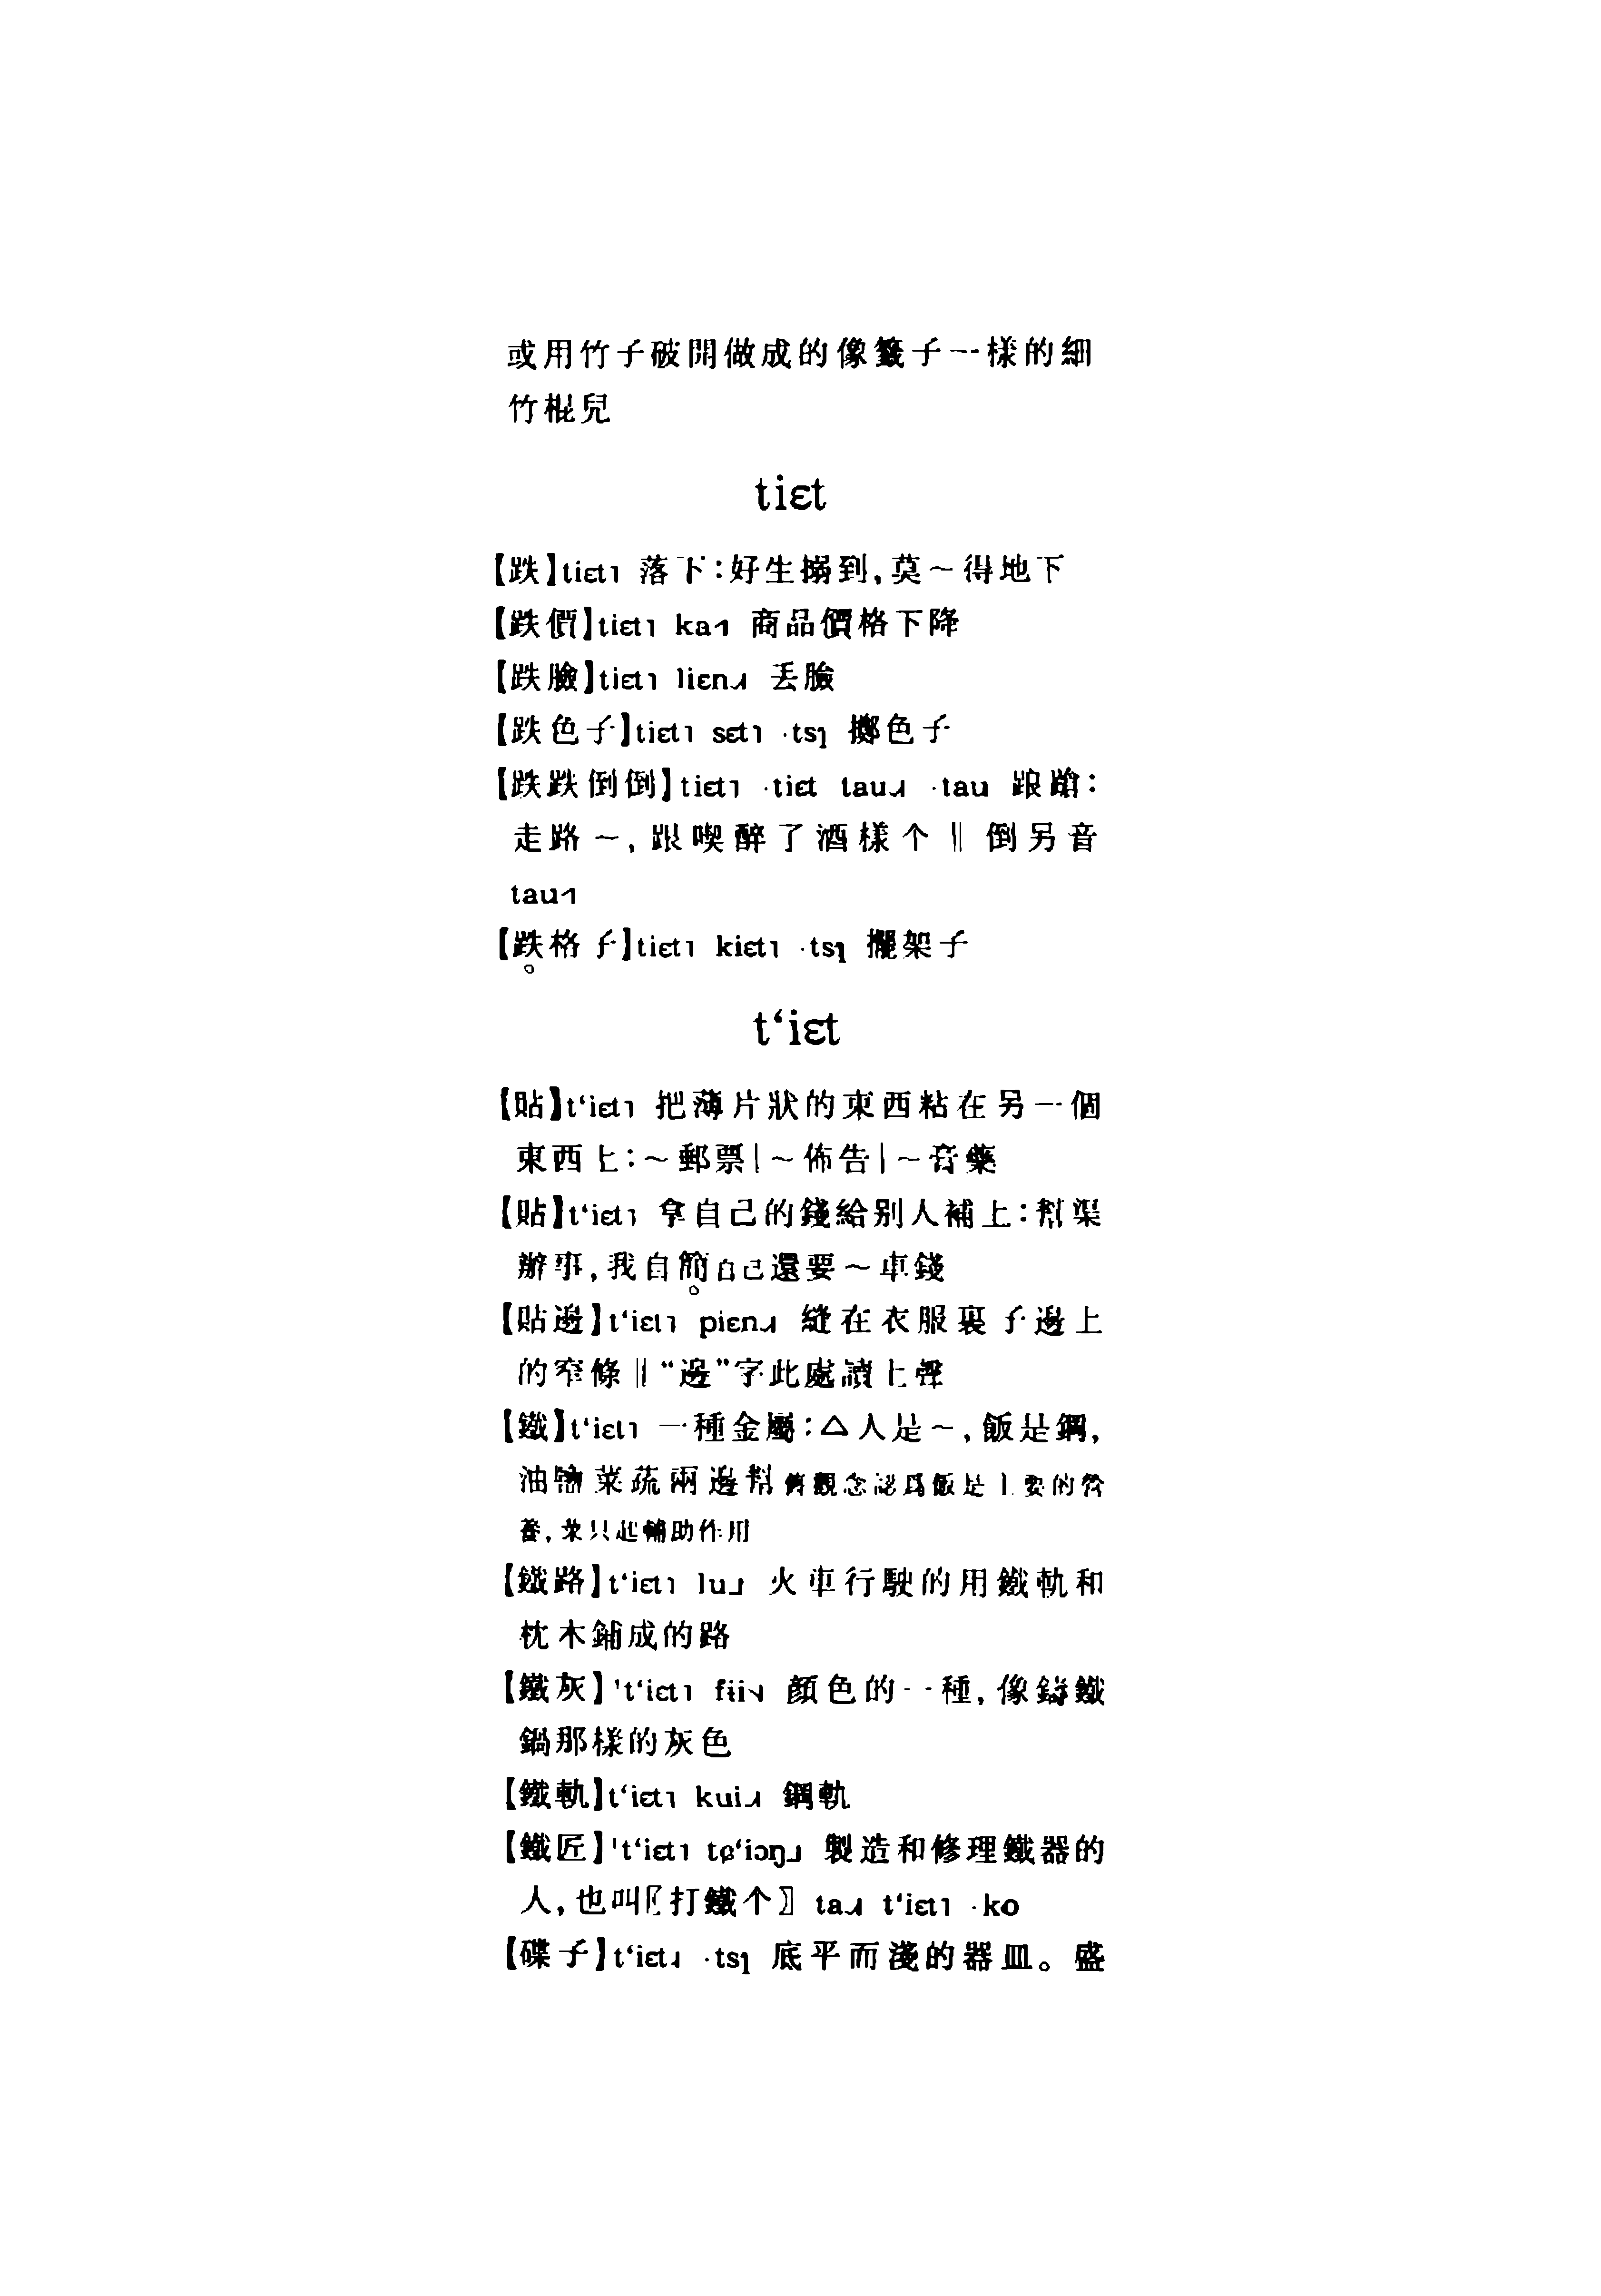 或用竹子破開做成的像籤子一樣的細
竹棍兒
tiɛt
【跌】tiɛt˥ 落下:好生搦到,莫～得地下
【跌價】tiɛt˥ ka˧˥ 商品價格下降
【跌臉】tiɛt˥ liɛn˨˩˧ 丢臉
【跌色子】tiɛt˥ sɛt˥ ·tsɿ 擲色子
【跌跌倒倒】tiɛt˥ ·tiɛt tau˨˩˧ ·tau 踉蹌:
走路～,跟喫醉了酒樣个‖倒另音
tau˧˥
【跌格子】tiɛt˥ kiɛt˥ ·tsɿ 擺架子
t‘iɛt
【貼】t‘iɛt˥ 把薄片狀的東西粘在另一個
東西上:～郵票|～佈告|～膏藥
【貼】t‘iɛt˥ 拿自己的錢給別人補上:幫渠
辦事,我自簡自己還要～車錢
【貼邊】t‘iɛt˥ piɛn˨˩˧ 縫在衣服裏子邊上
的窄條‖“邊”字此處讀上聲
【鐵】t‘iɛt˥ 一種金屬:△人是～,飯是鋼,
油鹽菜蔬兩邊幫舊觀念認爲飯是主要的營
養,菜只起輔助作用
【鐵路】t‘iɛt˥ lu˩ 火車行駛的用鐵軌和
枕木鋪成的路
【鐵灰】't‘iɛt˥ fɨi 顏色的一種,像鑄鐵
鍋那樣的灰色
【鐵軌】t‘iɛt˥ kui˨˩˧ 鋼軌
【鐵匠】't‘iɛt˥ tɕ‘iɔŋ˩ 製造和修理鐵器的
人,也叫〖打鐵个〗ta˨˩˧ t‘iɛt˥ ·ko
【碟子】t‘iɛt˩ ·tsɿ 底平而淺的器皿。盛